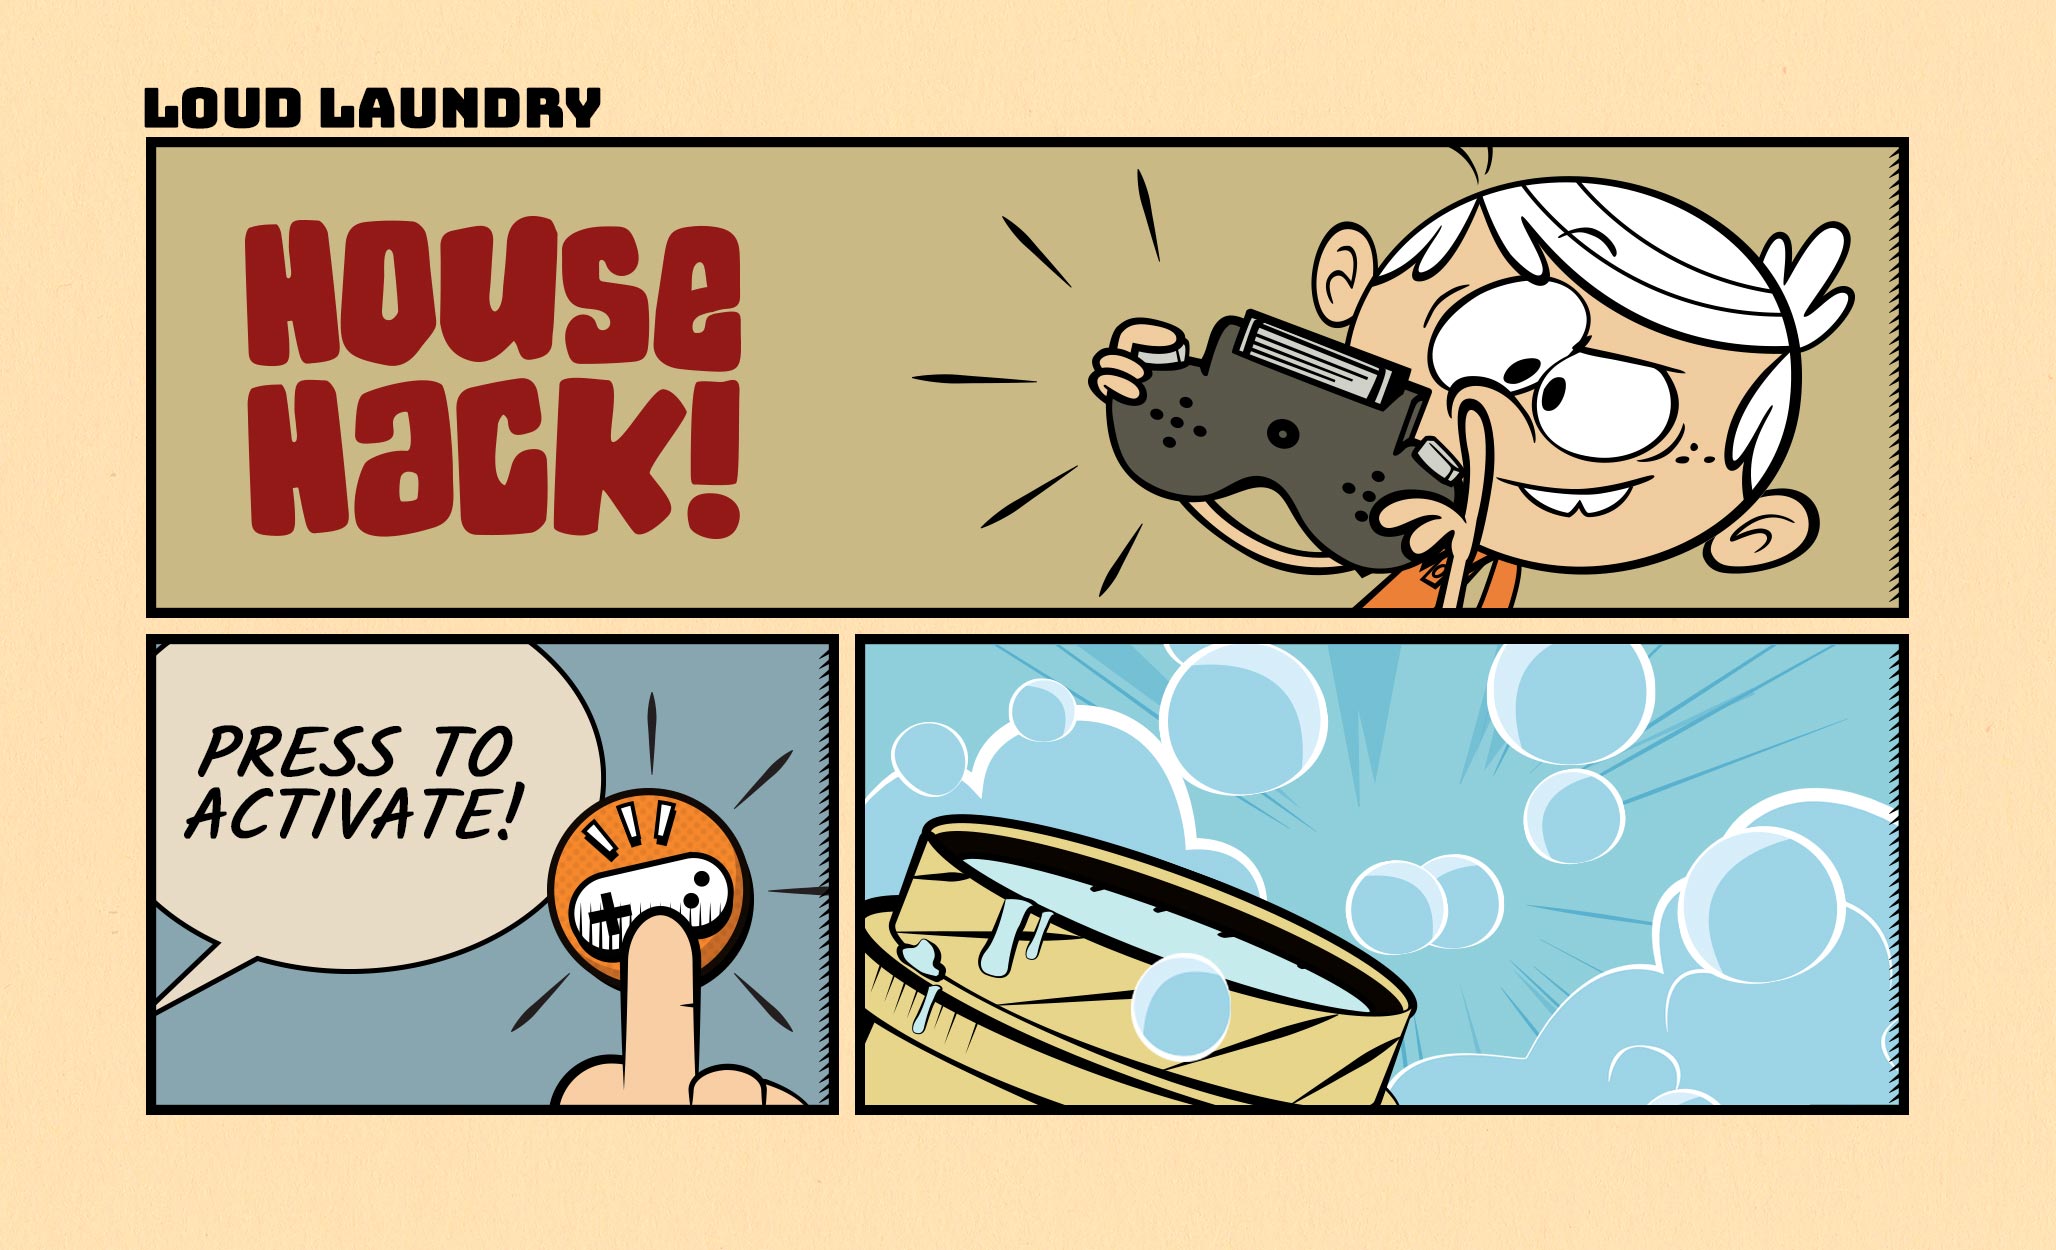 LOUD LAUNDRY
HOUSE
HACK!
PRESS TO
ACTIVATE!